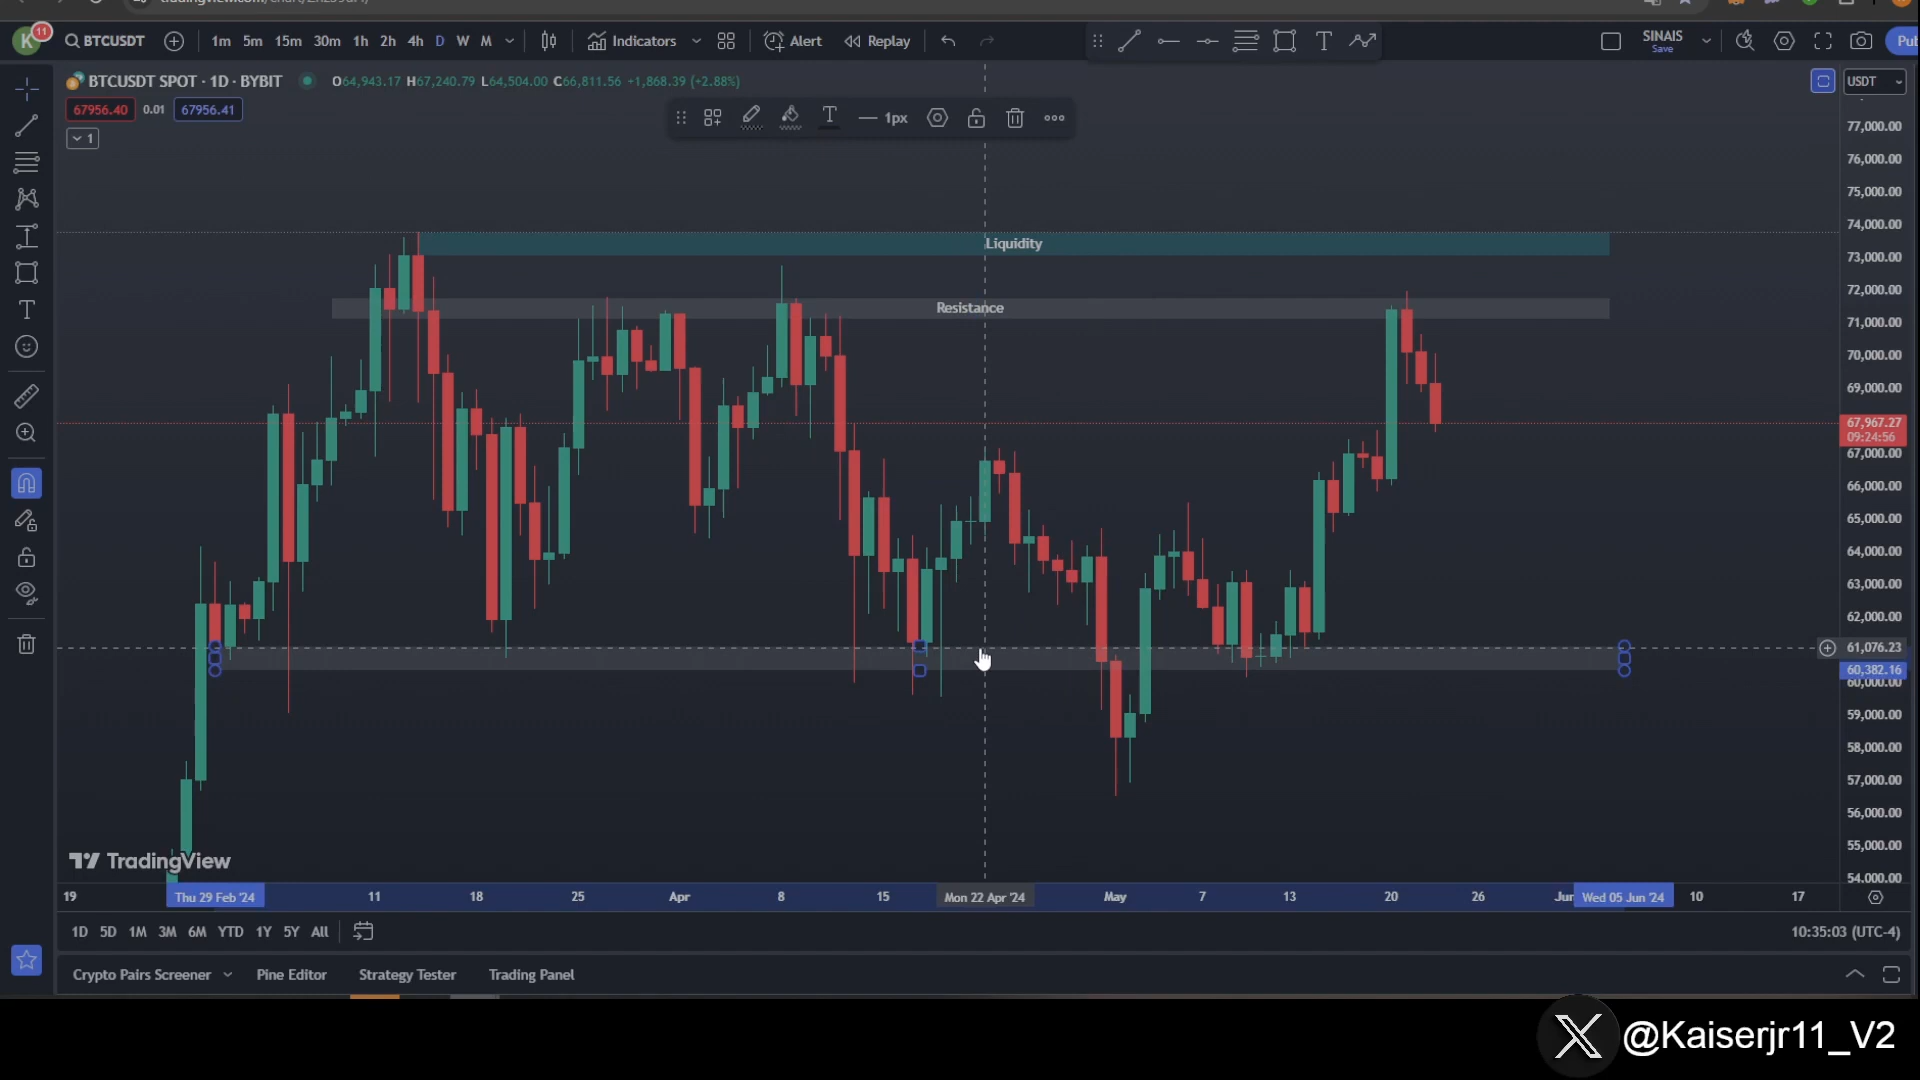 K 11 BTCUSDT 1m 5m 15m 30m 1h 2h 4h D W M Indicators Alert Replay SINAIS Save Pub
BTCUSDT SPOT · 1D · BYBIT O64,943.17 H67,240.79 L64,504.00 C66,811.56 +1,868.39 (+2.88%) USDT
67956.40 0.01 67956.41
1px
1
77,000.00
76,000.00
75,000.00
74,000.00
Liquidity
73,000.00
72,000.00
Resistance
71,000.00
70,000.00
69,000.00
67,967.27
09:24:56
67,000.00
66,000.00
65,000.00
64,000.00
63,000.00
62,000.00
61,076.23
60,382.16
60,000.00
59,000.00
58,000.00
57,000.00
56,000.00
55,000.00
TradingView
54,000.00
19 Thu 29 Feb '24 11 18 25 Apr 8 15 Mon 22 Apr '24 May 7 13 20 26 Jun Wed 05 Jun '24 10 17
1D 5D 1M 3M 6M YTD 1Y 5Y All 10:35:03 (UTC-4)
Crypto Pairs Screener Pine Editor Strategy Tester Trading Panel
@Kaiserjr11_V2